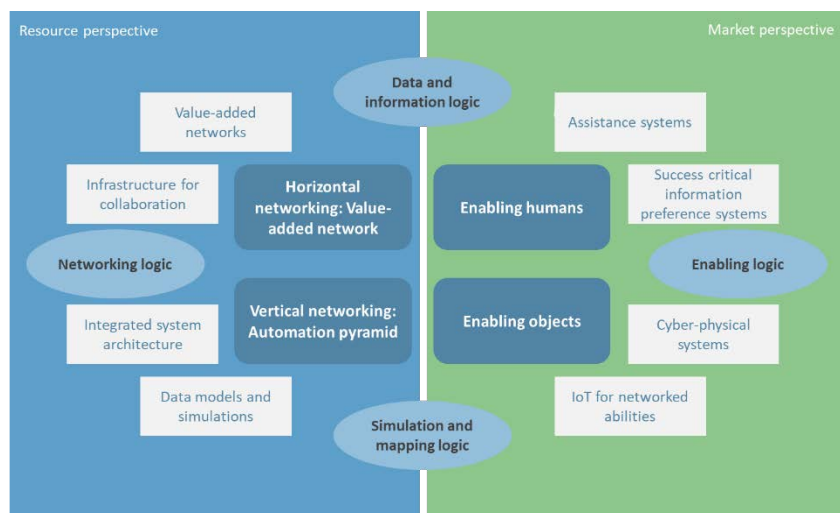 Resource perspective
Market perspective
Data and
information logic
Value-added
networks
Assistance systems
Infrastructure for
collaboration
Horizontal
networking: Value-
added network
Enabling humans
Success critical
information
preference systems
Networking logic
Enabling logic
Integrated system
architecture
Vertical networking:
Automation pyramid
Enabling objects
Cyber-physical
systems
Data models and
simulations
Simulation and
mapping logic
IoT for networked
abilities